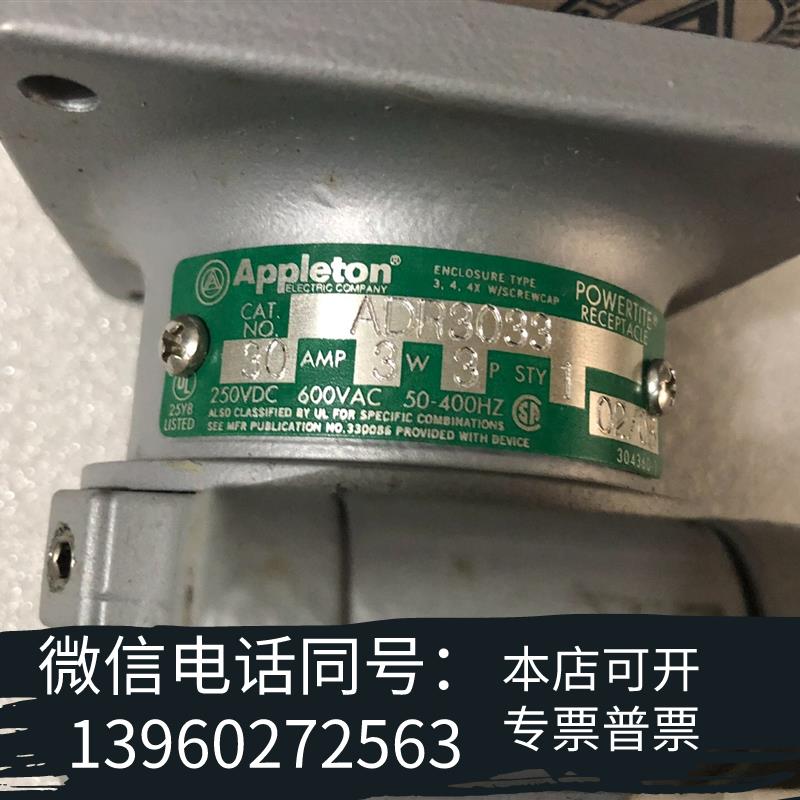 Appleton®
ELECTRIC COMPANY
ENCLOSURE TYPE
3, 4, 4X W/SCREWCAP
POWERTITE®
RECEPTACLE
CAT.
NO.
ADR3033
30 AMP 3 W 3 P STY 1
250VDC 600VAC 50-400HZ
UL
25Y8
LISTED
ALSO CLASSIFIED BY UL FOR SPECIFIC COMBINATIONS
SEE MFR PUBLICATION NO.330086 PROVIDED WITH DEVICE
微信电话同号：
13960272563
本店可开
专票普票